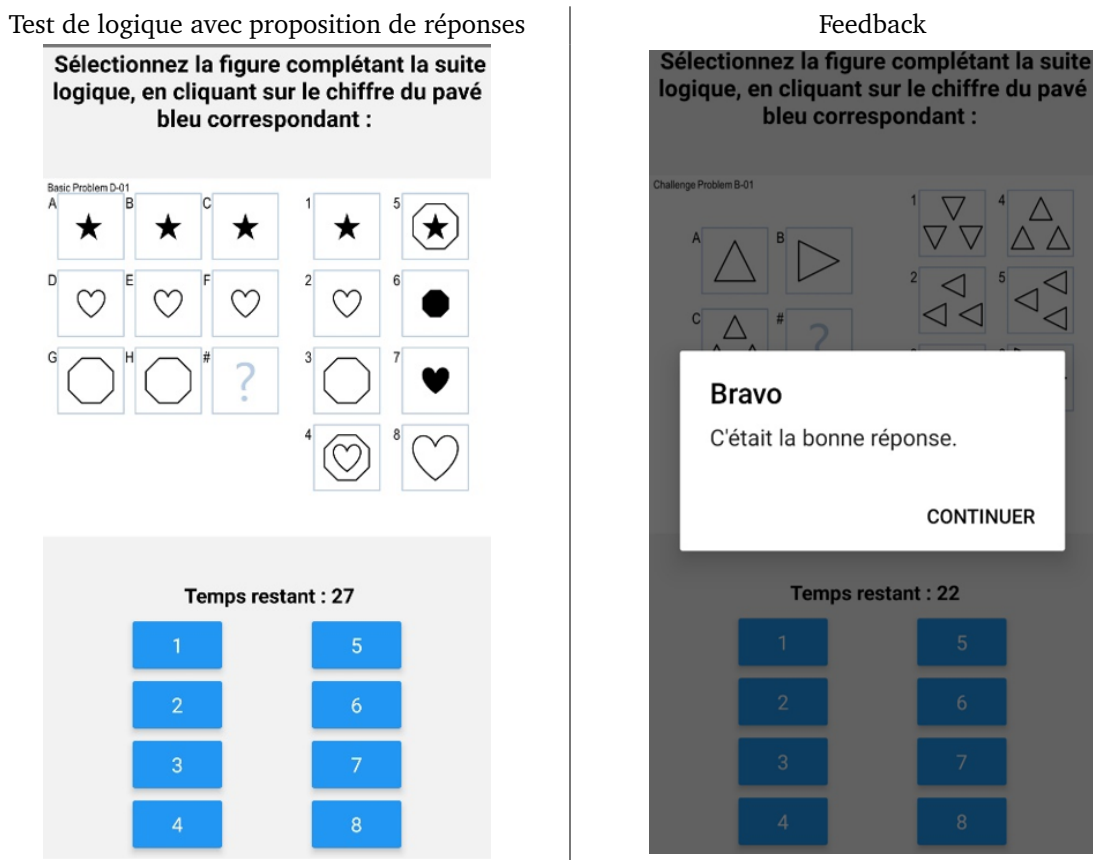 Test de logique avec proposition de réponses
Sélectionnez la figure complétant la suite
logique, en cliquant sur le chiffre du pavé
bleu correspondant :
Basic Problem D-01
A B C 1 5
D E F 2 6
G H # ? 3 7
4 8
Temps restant : 27
1 5
2 6
3 7
4 8
Feedback
Sélectionnez la figure complétant la suite
logique, en cliquant sur le chiffre du pavé
bleu correspondant :
Challenge Problem B-01
1 4
A B
2 5
C # ?
Bravo
C'était la bonne réponse.
CONTINUER
Temps restant : 22
1 5
2 6
3 7
4 8